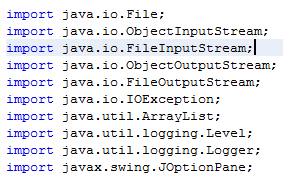 import java.io.File;
import java.io.ObjectInputStream;
import java.io.FileInputStream;
import java.io.ObjectOutputStream;
import java.io.FileOutputStream;
import java.io.IOException;
import java.util.ArrayList;
import java.util.logging.Level;
import java.util.logging.Logger;
import javax.swing.JOptionPane;